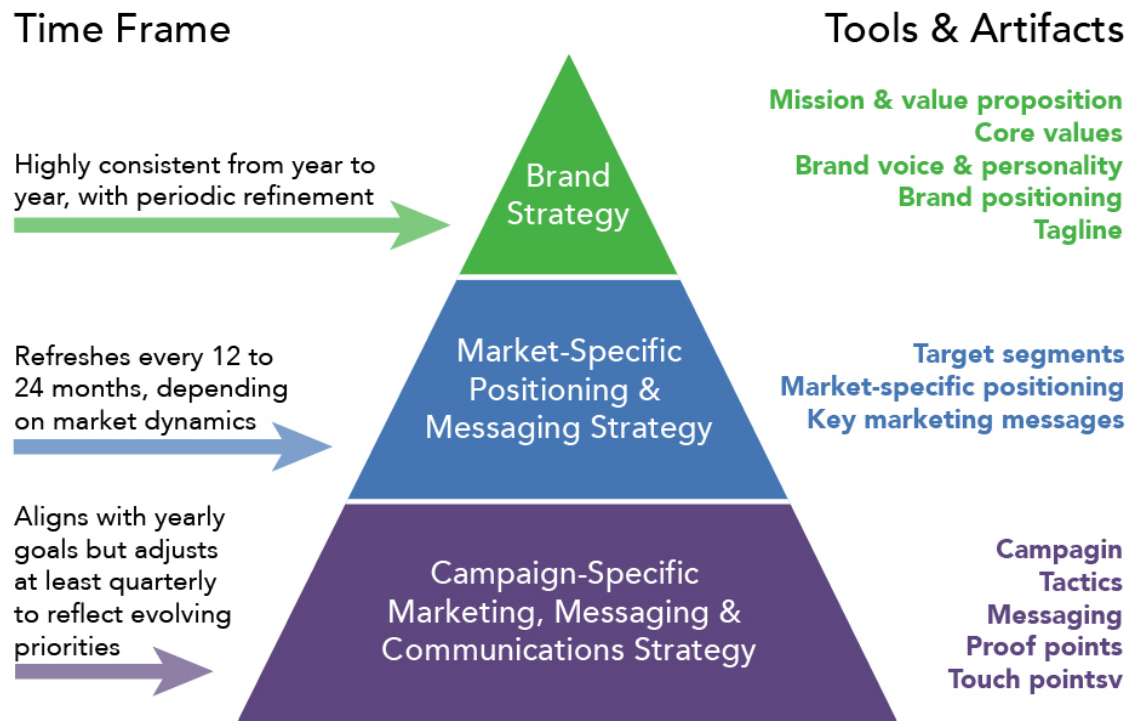 Time Frame
Tools & Artifacts
Highly consistent from year to
year, with periodic refinement
Brand
Strategy
Mission & value proposition
Core values
Brand voice & personality
Brand positioning
Tagline
Refreshes every 12 to
24 months, depending
on market dynamics
Market-Specific
Positioning &
Messaging Strategy
Target segments
Market-specific positioning
Key marketing messages
Aligns with yearly
goals but adjusts
at least quarterly
to reflect evolving
priorities
Campaign-Specific
Marketing, Messaging &
Communications Strategy
Campagin
Tactics
Messaging
Proof points
Touch pointsv